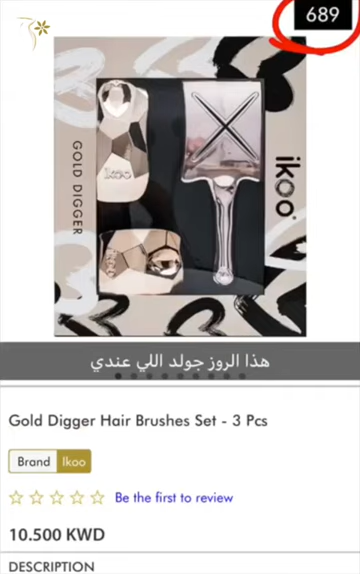 689
GOLD DIGGER
ikoo
ikoo
هذا الروز جولد اللي عندي
Gold Digger Hair Brushes Set - 3 Pcs
Brand Ikoo
Be the first to review
10.500 KWD
DESCRIPTION